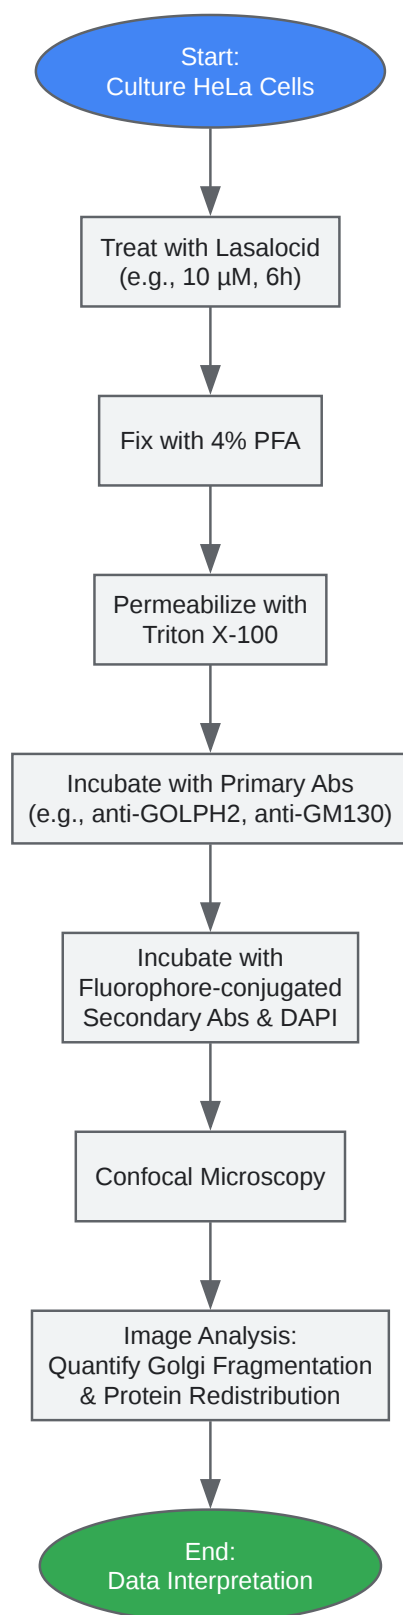 Start:
Culture HeLa Cells
Treat with Lasalocid
(e.g., 10 µM, 6h)
Fix with 4% PFA
Permeabilize with
Triton X-100
Incubate with Primary Abs
(e.g., anti-GOLPH2, anti-GM130)
Incubate with
Fluorophore-conjugated
Secondary Abs & DAPI
Confocal Microscopy
Image Analysis:
Quantify Golgi Fragmentation
& Protein Redistribution
End:
Data Interpretation